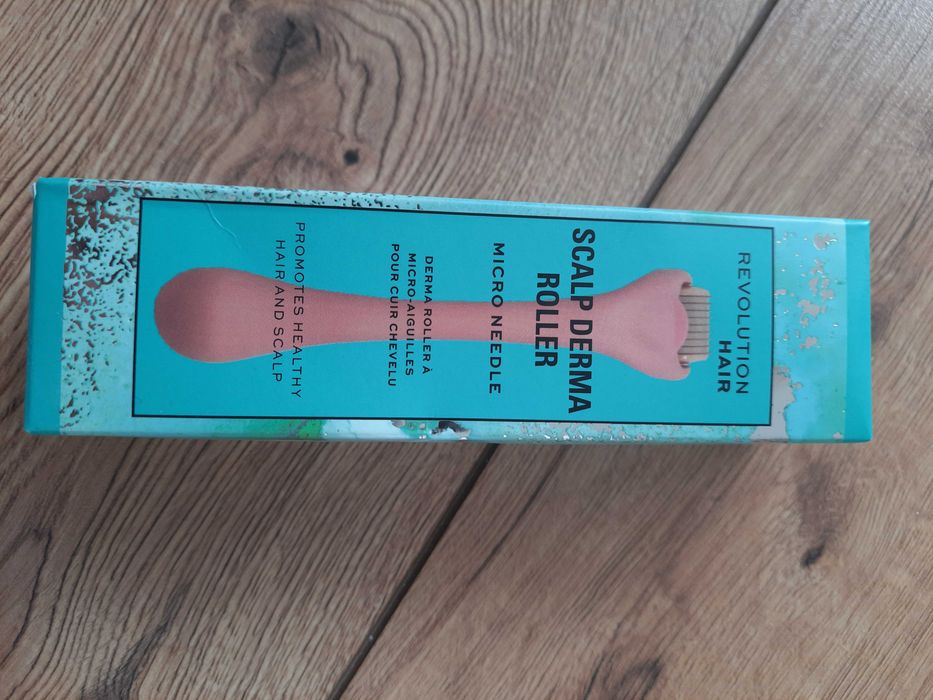 REVOLUTION
HAIR
SCALP DERMA
ROLLER
MICRO NEEDLE
DERMA ROLLER À
MICRO-AIGUILLES
POUR CUIR CHEVELU
PROMOTES HEALTHY
HAIR AND SCALP